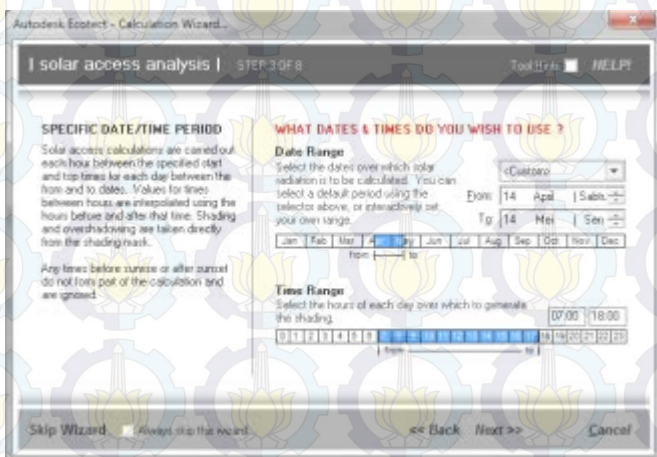 Autodesk Ecotect - Calculation Wizard...
| solar access analysis | STEP 3 OF 8 Tool Hints HELP!
SPECIFIC DATE/TIME PERIOD
Solar access calculations are carried out
each hour between the specified start
and top times for each day between the
from and to dates. Values for times
between hours are interpolated using the
hours before and after that time. Shading
and overshadowing are taken directly
from the shading mask.
Any times before sunrise or after sunset
do not form part of the calculation and
are ignored.
WHAT DATES & TIMES DO YOU WISH TO USE ?
Date Range
Select the dates over which solar
radiation is to be calculated. You can
select a default period using the
selector above, or interactively set
your own range.
<Custom>
From: 14 April | Sabtu
To: 14 Mei | Sen
Jan Feb Mar Jun Jul Aug Sep Oct Nov Dec
from to
Time Range
Select the hours of each day over which to generate
the shading.
07:00 18:00
0 1 2 3 4 5 6 8 9 10 11 12 13 14 15 16 17 18 19 20 21 22 23
from to
Skip Wizard Always skip this wizard. << Back Next >> Cancel